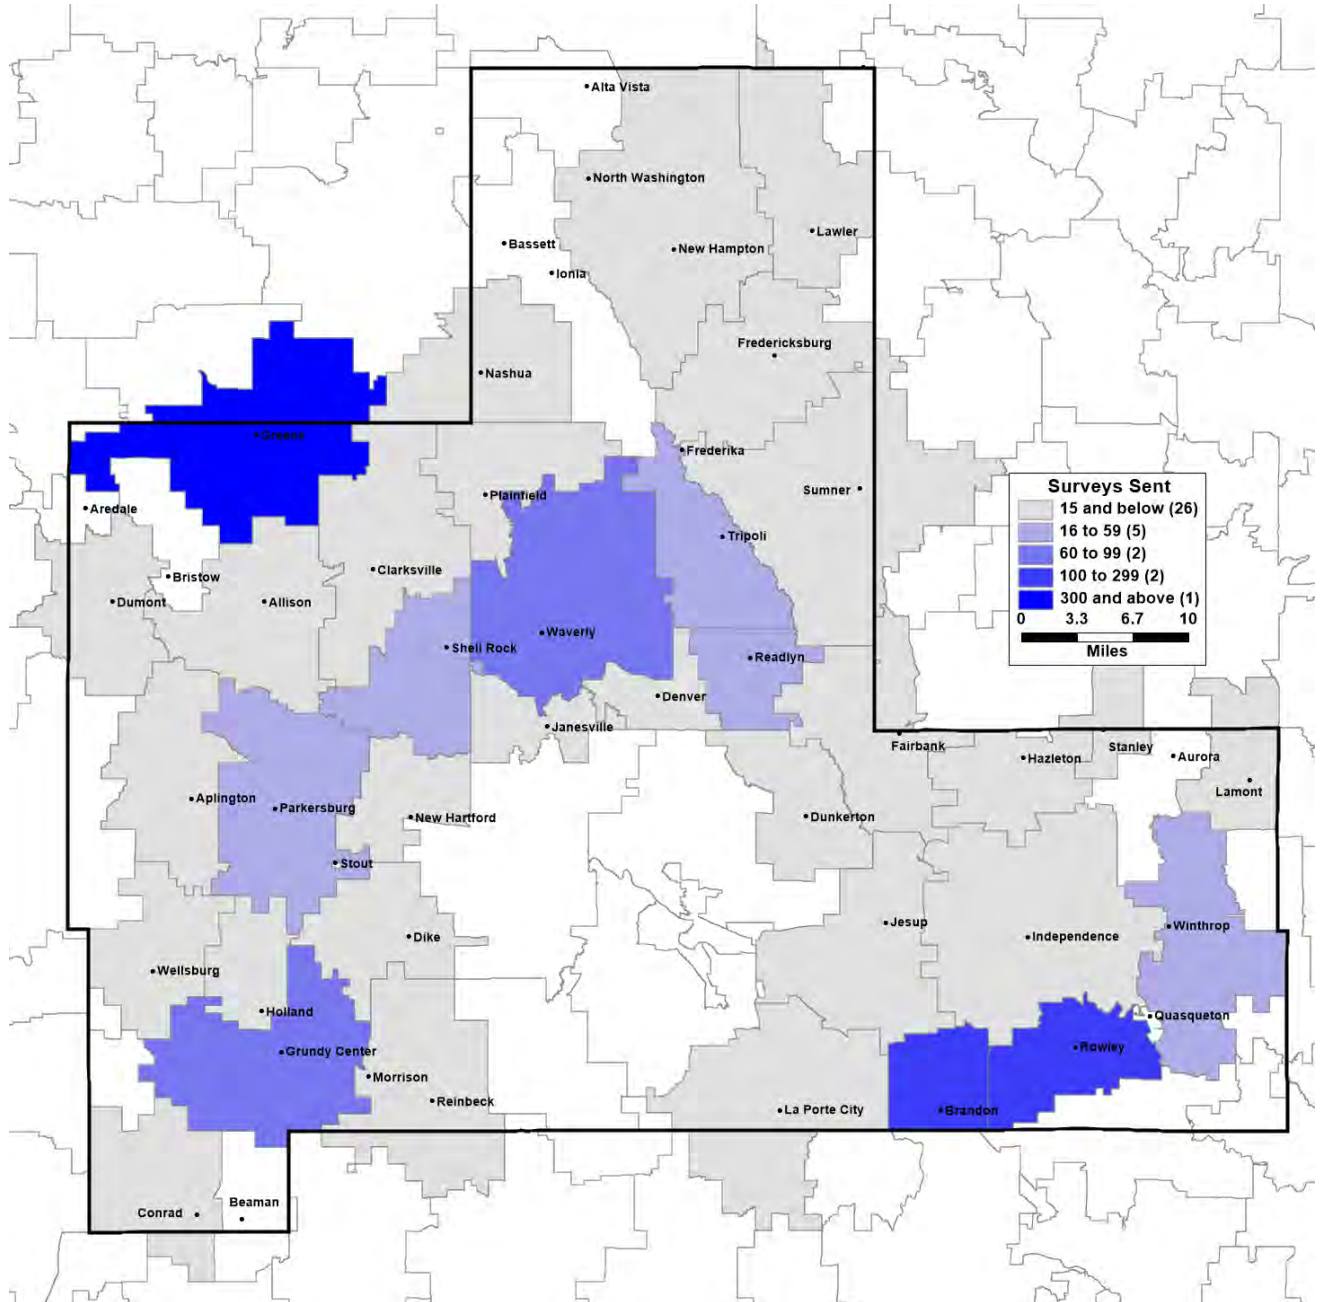 Alta Vista
North Washington
Lawler
Bassett
New Hampton
Ionia
Fredericksburg
Nashua
Greene
Frederika
Surveys Sent
Sumner
Plainfield
15 and below (26)
Aredale
16 to 59 (5)
Tripoli
60 to 99 (2)
Clarksville
Bristow
100 to 299 (2)
Dumont
Allison
300 and above (1)
0 3.3 6.7 10
Waverly
Miles
Shell Rock
Readlyn
Denver
Janesville
Fairbank
Stanley
Hazleton
Aurora
Lamont
Aplington
Parkersburg
New Hartford
Dunkerton
Stout
Jesup
Winthrop
Dike
Independence
Wellsburg
Holland
Quasqueton
Grundy Center
Rowley
Morrison
Reinbeck
La Porte City
Brandon
Beaman
Conrad